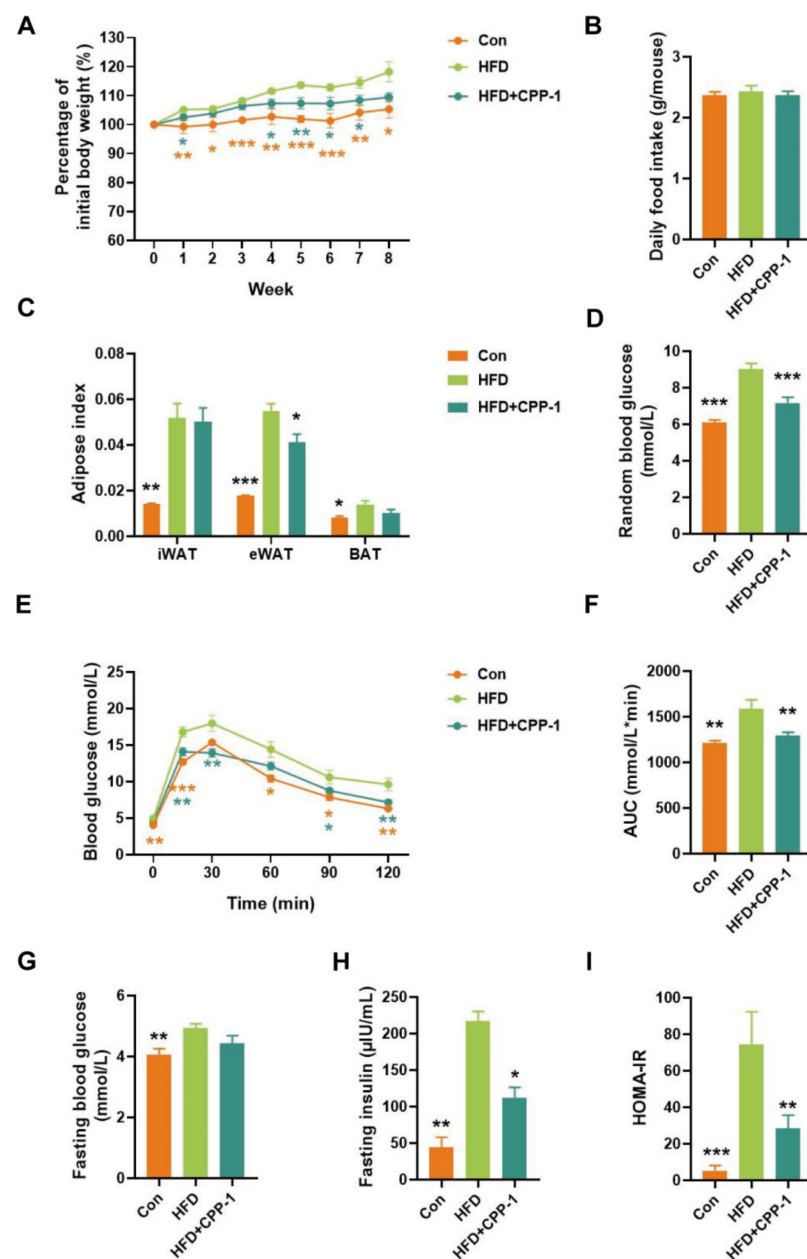 A
Percentage of
initial body weight (%)
130
120
110
100
90
80
70
60
0 1 2 3 4 5 6 7 8
Week
* * ** * *
** * *** ** *** *** ** *
Con
HFD
HFD+CPP-1
B
Daily food intake (g/mouse)
3
2
1
0
Con
HFD
HFD+CPP-1
C
Adipose index
0.08
0.06
0.04
0.02
0.00
** *** * *
iWAT eWAT BAT
Con
HFD
HFD+CPP-1
D
Random blood glucose
(mmol/L)
10
8
6
4
2
0
*** ***
Con
HFD
HFD+CPP-1
E
Blood glucose (mmol/L)
25
20
15
10
5
0
** *** ** ** * * * ** **
0 30 60 90 120
Time (min)
Con
HFD
HFD+CPP-1
F
AUC (mmol/L*min)
2000
1500
1000
500
0
** **
Con
HFD
HFD+CPP-1
G
Fasting blood glucose
(mmol/L)
6
4
2
0
**
Con
HFD
HFD+CPP-1
H
Fasting insulin (μIU/mL)
250
200
150
100
50
0
** *
Con
HFD
HFD+CPP-1
I
HOMA-IR
100
80
60
40
20
0
*** **
Con
HFD
HFD+CPP-1